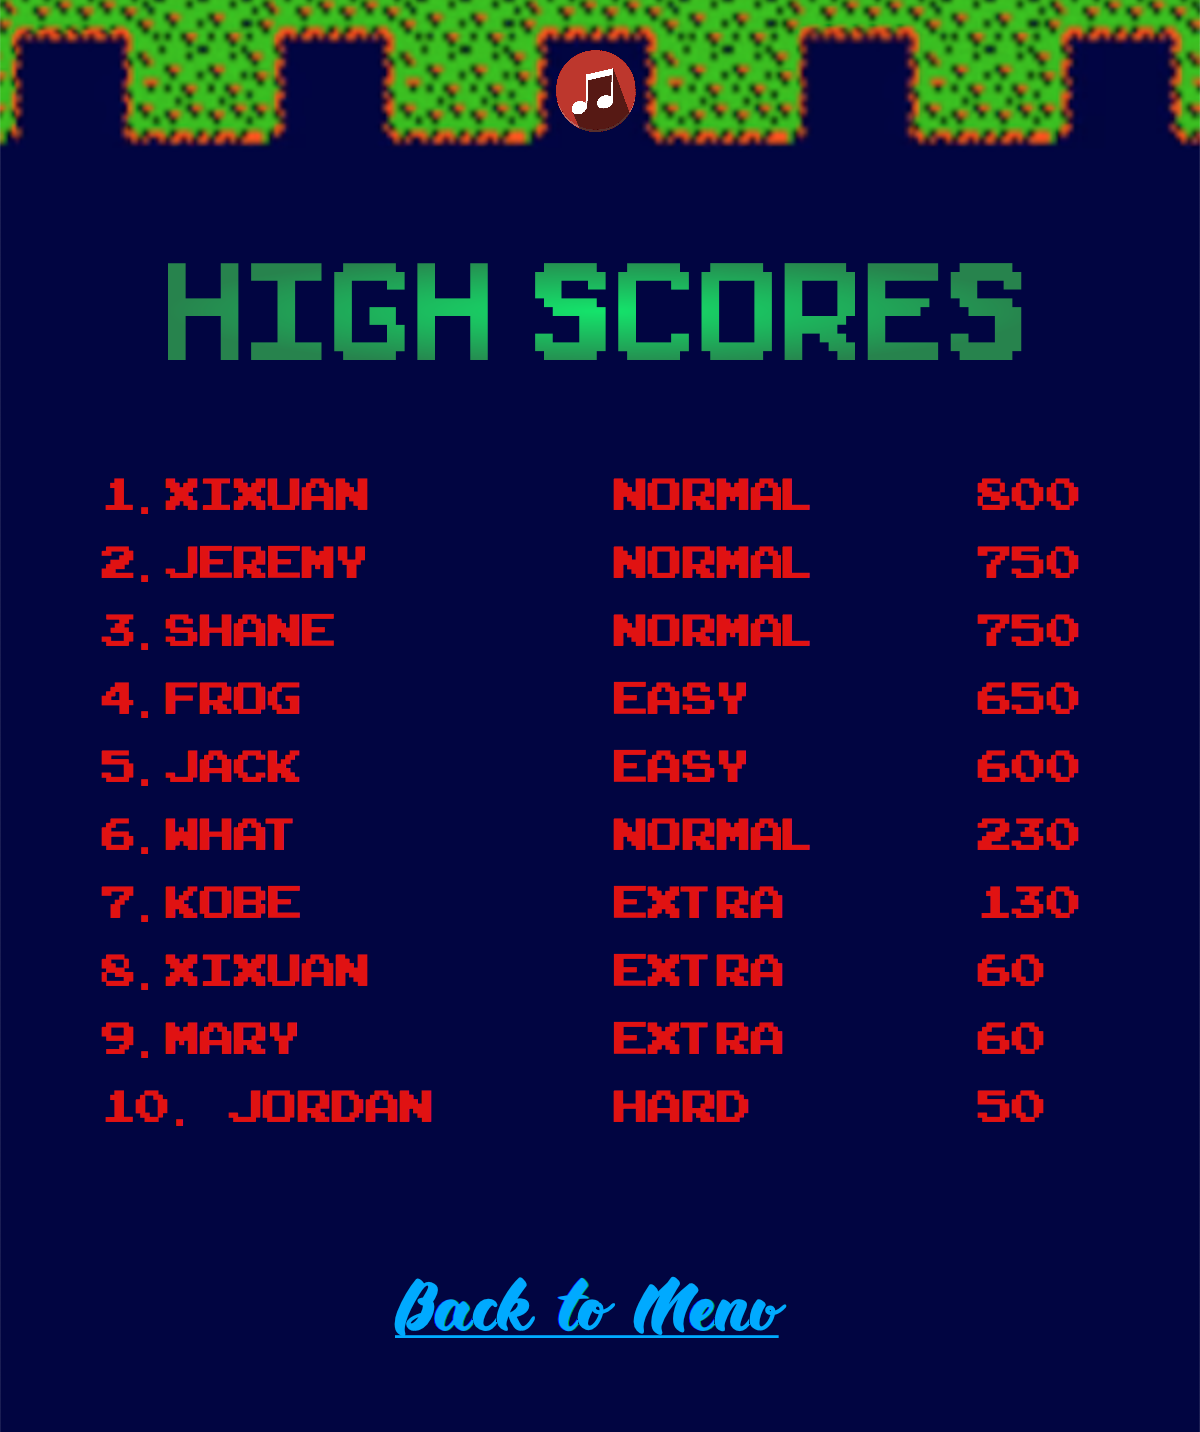 HIGH SCORES
1. XIXUAN NORMAL 800
2. JEREMY NORMAL 750
3. SHANE NORMAL 750
4. FROG EASY 650
5. JACK EASY 600
6. WHAT NORMAL 230
7. KOBE EXTRA 130
8. XIXUAN EXTRA 60
9. MARY EXTRA 60
10. JORDAN HARD 50
Back to Menu